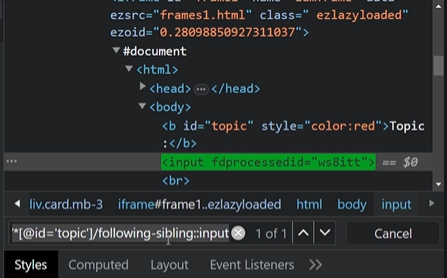 ezsrc="frames1.html" class=" ezlazyloaded"
ezoid="0.28098850927311037">
▼#document
▼<html>
▶<head> ⋯ </head>
▼<body>
<b id="topic" style="color:red">Topic
:</b>
⋯ <input fdprocessedid="ws8itt"> == $0
<br>
div.card.mb-3 iframe#frame1..ezlazyloaded html body input
*[@id='topic']/following-sibling::input 1 of 1 Cancel
Styles Computed Layout Event Listeners >>